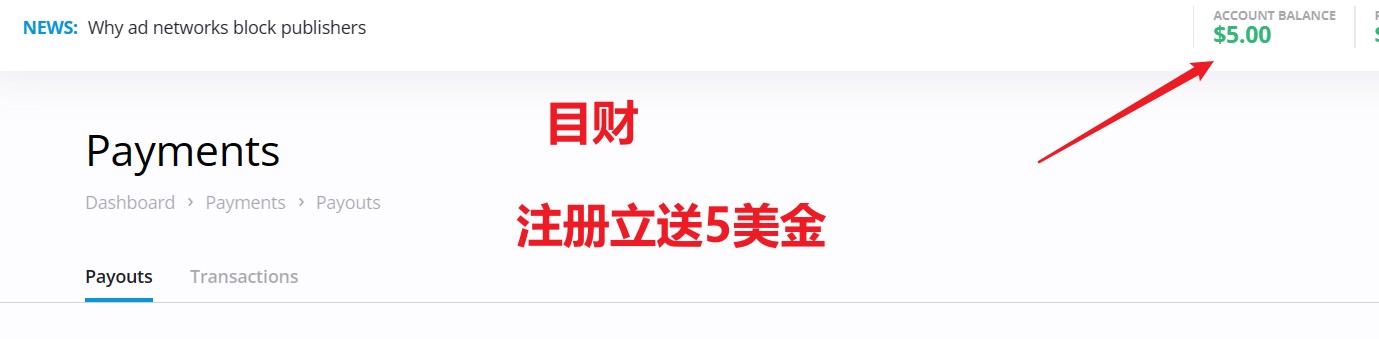 NEWS: Why ad networks block publishers
ACCOUNT BALANCE
$5.00
目财
Payments
Dashboard › Payments › Payouts
注册立送5美金
Payouts Transactions